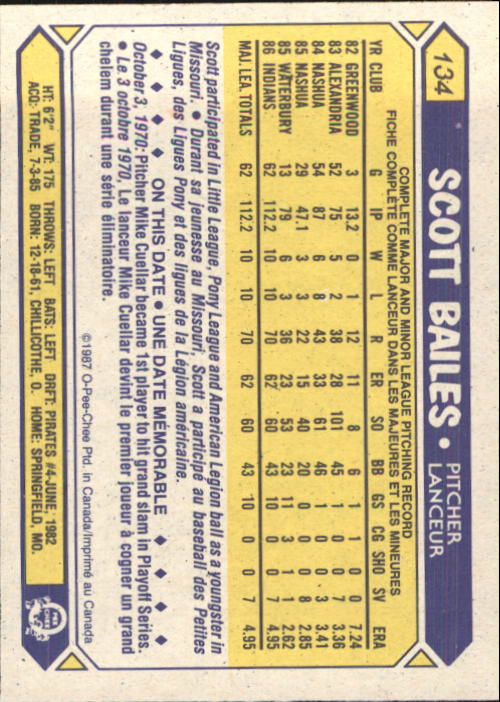 134 SCOTT BAILES • PITCHER
LANCEUR
COMPLETE MAJOR AND MINOR LEAGUE PITCHING RECORD
FICHE COMPLÈTE COMME LANCEUR DANS LES MAJEURES ET LES MINEURES
YR CLUB G IP W L R ER SO BB GS CG SHO SV ERA
82 GREENWOOD 3 13.2 0 1 12 11 8 6 1 1 0 0 7.24
83 ALEXANDRIA 52 75 5 2 38 28 101 45 0 0 0 7 3.36
84 NASHUA 54 87 6 8 43 33 61 46 1 0 0 3 3.41
85 NASHUA 29 47.1 3 3 22 15 40 20 0 0 0 8 2.85
85 WATERBURY 13 79 6 3 36 23 53 23 11 3 1 1 2.62
86 INDIANS 62 112.2 10 10 70 62 60 43 10 0 0 7 4.95
MAJ. LEA. TOTALS 62 112.2 10 10 70 62 60 43 10 0 0 7 4.95
Scott participated in Little League, Pony League and American Legion ball as a youngster in
Missouri. • Durant sa jeunesse au Missouri, Scott a participé au baseball des Petites
Ligues, des Ligues Pony et des ligues de la Légion américaine.
♦ ♦ ♦ ♦ ♦ ON THIS DATE • UNE DATE MÉMORABLE ♦ ♦ ♦ ♦ ♦
October 3, 1970: Pitcher Mike Cuellar became 1st player to hit grand slam in Playoff Series.
• Le 3 octobre 1970, Le lanceur Mike Cuellar devint le premier joueur à cogner un grand
chelem durant une série éliminatoire.
©1987 O-Pee-Chee Ptd. in Canada/Imprimé au Canada
HT: 6'2" WT: 175 THROWS: LEFT BATS: LEFT DRFT: PIRATES #4-JUNE, 1982
ACQ: TRADE, 7-3-85 BORN: 12-18-61, CHILLICOTHE, O. HOME: SPRINGFIELD, MO.
O-PEE-CHEE